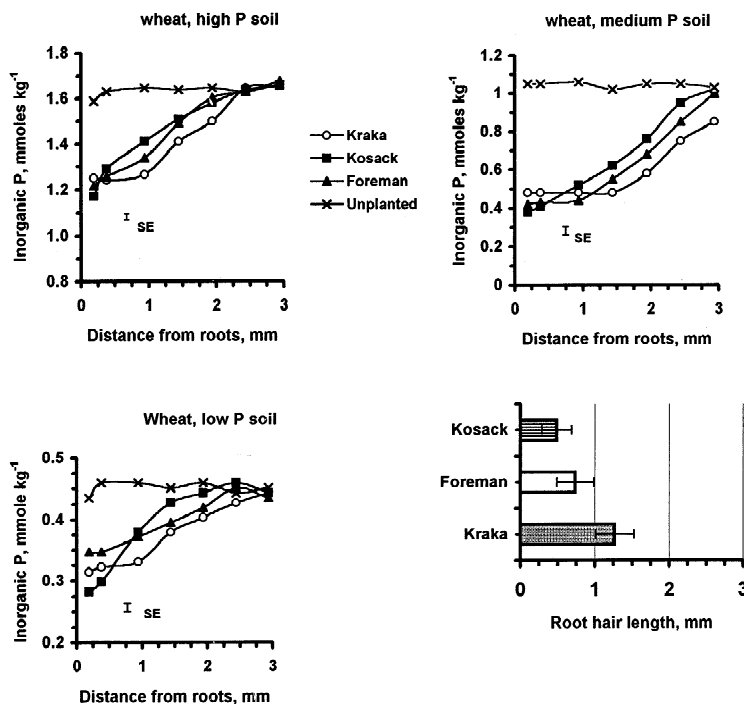 wheat, high P soil
1.8
1.6
1.4
1.2
1.0
0.8
Inorganic P, mmoles kg-1
SE
0 1 2 3
Distance from roots, mm
Kraka
Kosack
Foreman
Unplanted
wheat, medium P soil
1.2
1
0.8
0.6
0.4
0.2
0
Inorganic P, mmoles kg-1
SE
0 1 2 3
Distance from roots, mm
Wheat, low P soil
0.5
0.4
0.3
0.2
Inorganic P, mmole kg-1
SE
0 1 2 3
Distance from roots, mm
Kosack
Foreman
Kraka
0 1 2 3
Root hair length, mm